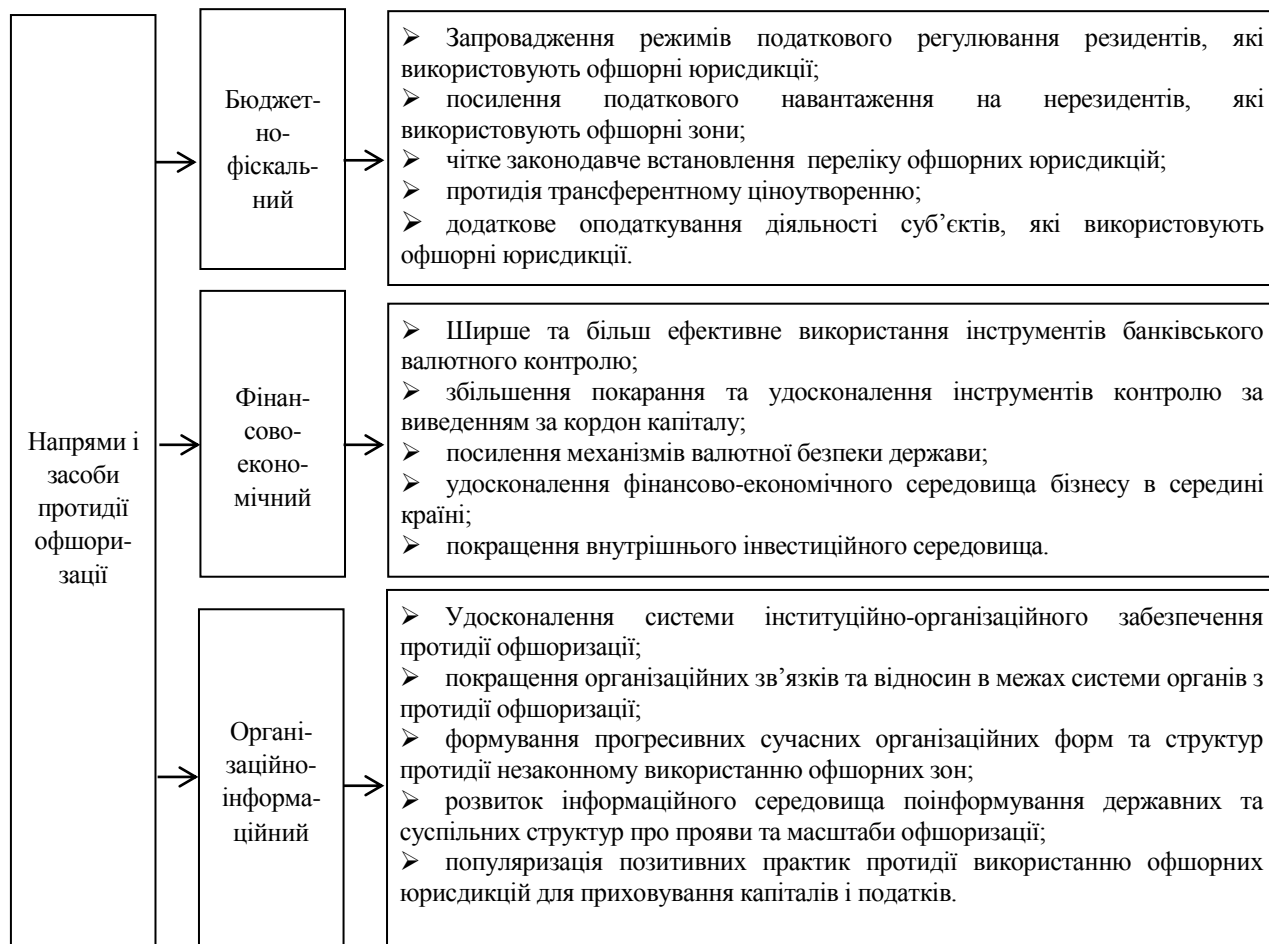 Напрями і
засоби
протидії
офшори-
зації
Бюджет-
но-
фіскаль-
ний
➢ Запровадження режимів податкового регулювання резидентів, які
використовують офшорні юрисдикції;
➢ посилення податкового навантаження на нерезидентів, які
використовують офшорні зони;
➢ чітке законодавче встановлення переліку офшорних юрисдикцій;
➢ протидія трансферентному ціноутворенню;
➢ додаткове оподаткування діяльності суб’єктів, які використовують
офшорні юрисдикції.
Фінан-
сово-
еконо-
мічний
➢ Ширше та більш ефективне використання інструментів банківського
валютного контролю;
➢ збільшення покарання та удосконалення інструментів контролю за
виведенням за кордон капіталу;
➢ посилення механізмів валютної безпеки держави;
➢ удосконалення фінансово-економічного середовища бізнесу в середині
країні;
➢ покращення внутрішнього інвестиційного середовища.
Органі-
заційно-
інформа-
ційний
➢ Удосконалення системи інституційно-організаційного забезпечення
протидії офшоризації;
➢ покращення організаційних зв’язків та відносин в межах системи органів з
протидії офшоризації;
➢ формування прогресивних сучасних організаційних форм та структур
протидії незаконному використанню офшорних зон;
➢ розвиток інформаційного середовища поінформування державних та
суспільних структур про прояви та масштаби офшоризації;
➢ популяризація позитивних практик протидії використанню офшорних
юрисдикцій для приховування капіталів і податків.